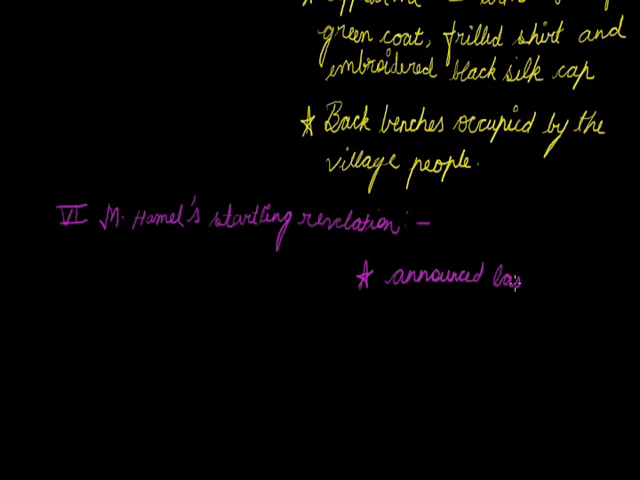 green coat, frilled shirt and
embroidered black silk cap
★ Back benches occupied by the
village people.
VI M. Hamel's startling revelation: -
★ announced las